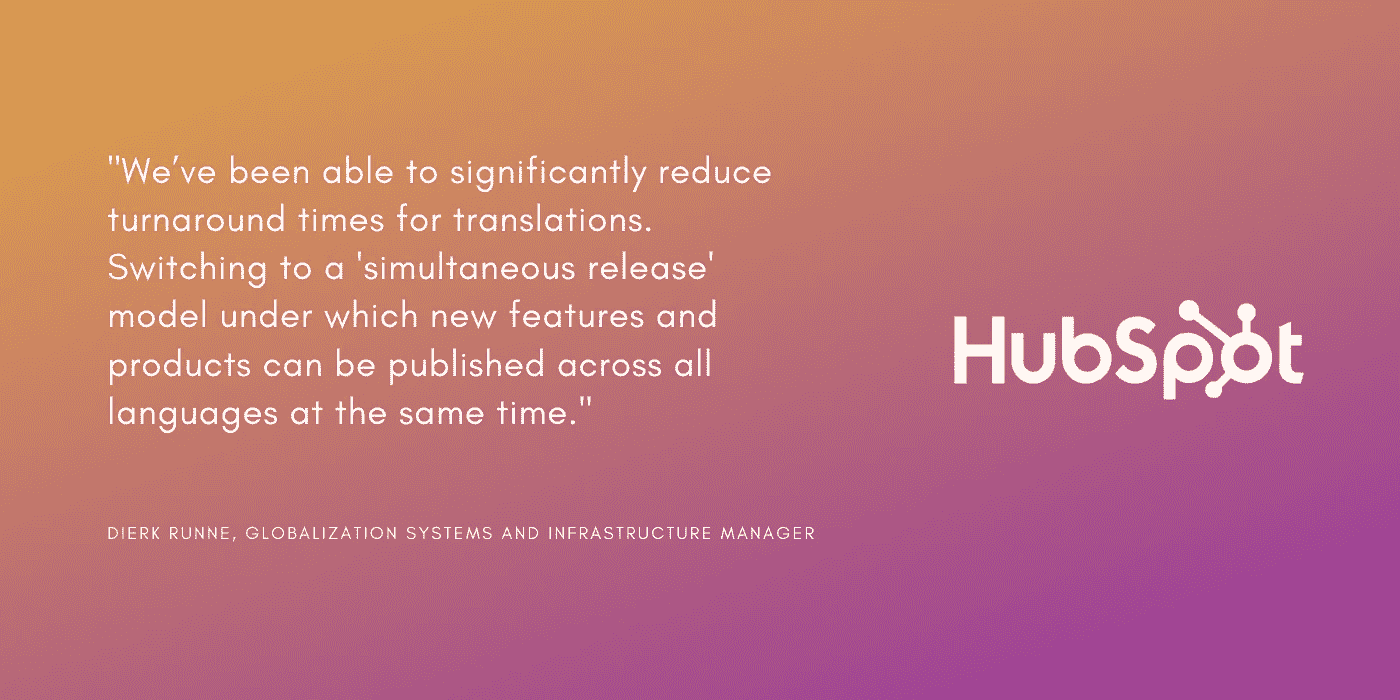 "We’ve been able to significantly reduce
turnaround times for translations.
Switching to a 'simultaneous release'
model under which new features and
products can be published across all
languages at the same time."
DIERK RUNNE, GLOBALIZATION SYSTEMS AND INFRASTRUCTURE MANAGER
HubSpot